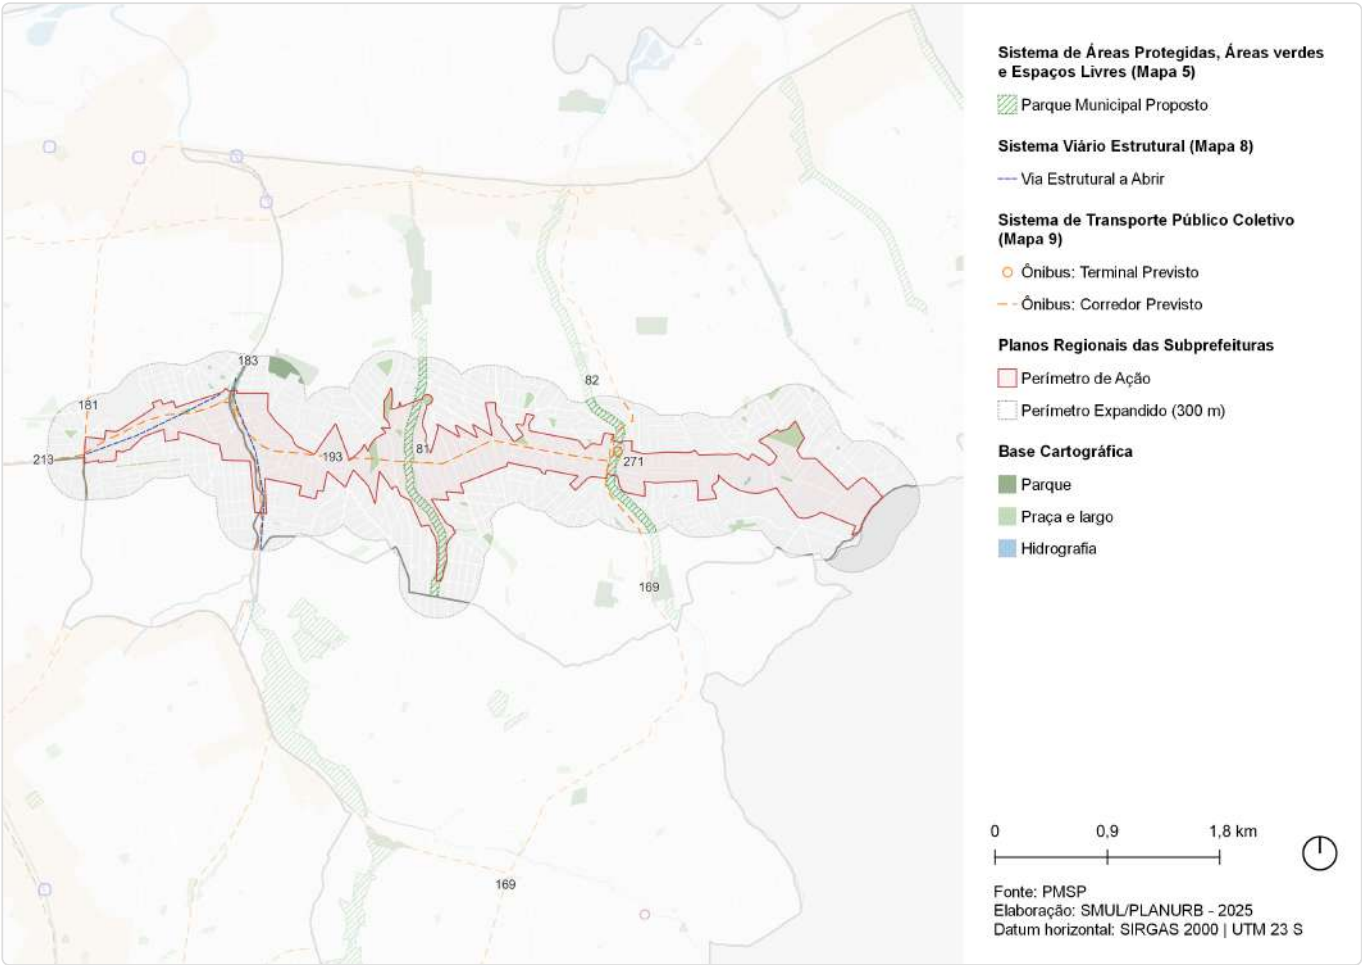 Sistema de Áreas Protegidas, Áreas verdes
e Espaços Livres (Mapa 5)
Parque Municipal Proposto
Sistema Viário Estrutural (Mapa 8)
Via Estrutural a Abrir
Sistema de Transporte Público Coletivo
(Mapa 9)
Ônibus: Terminal Previsto
Ônibus: Corredor Previsto
Planos Regionais das Subprefeituras
Perímetro de Ação
Perímetro Expandido (300 m)
Base Cartográfica
Parque
Praça e largo
Hidrografia
183
82
181
81
193
213
271
169
169
0 0,9 1,8 km
Fonte: PMSP
Elaboração: SMUL/PLANURB - 2025
Datum horizontal: SIRGAS 2000 | UTM 23 S